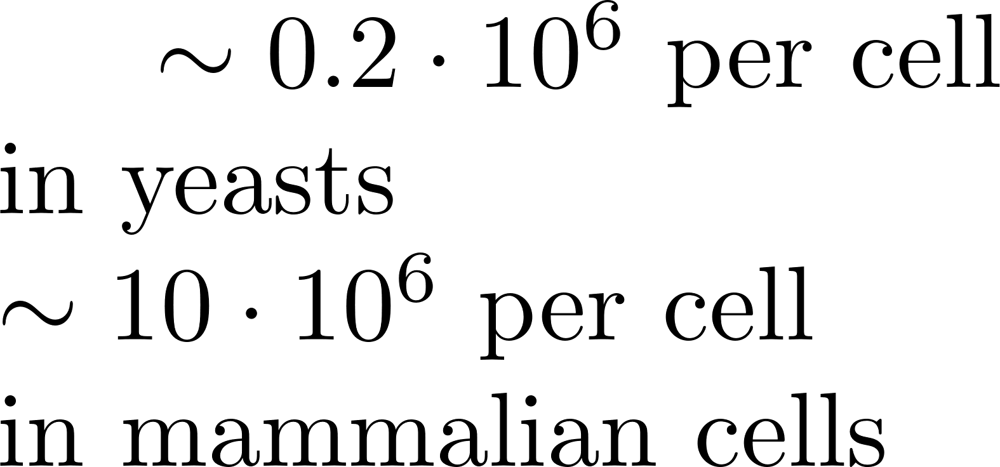 ∼ 0.2 · 10⁶ per cell
in yeasts
∼ 10 · 10⁶ per cell
in mammalian cells